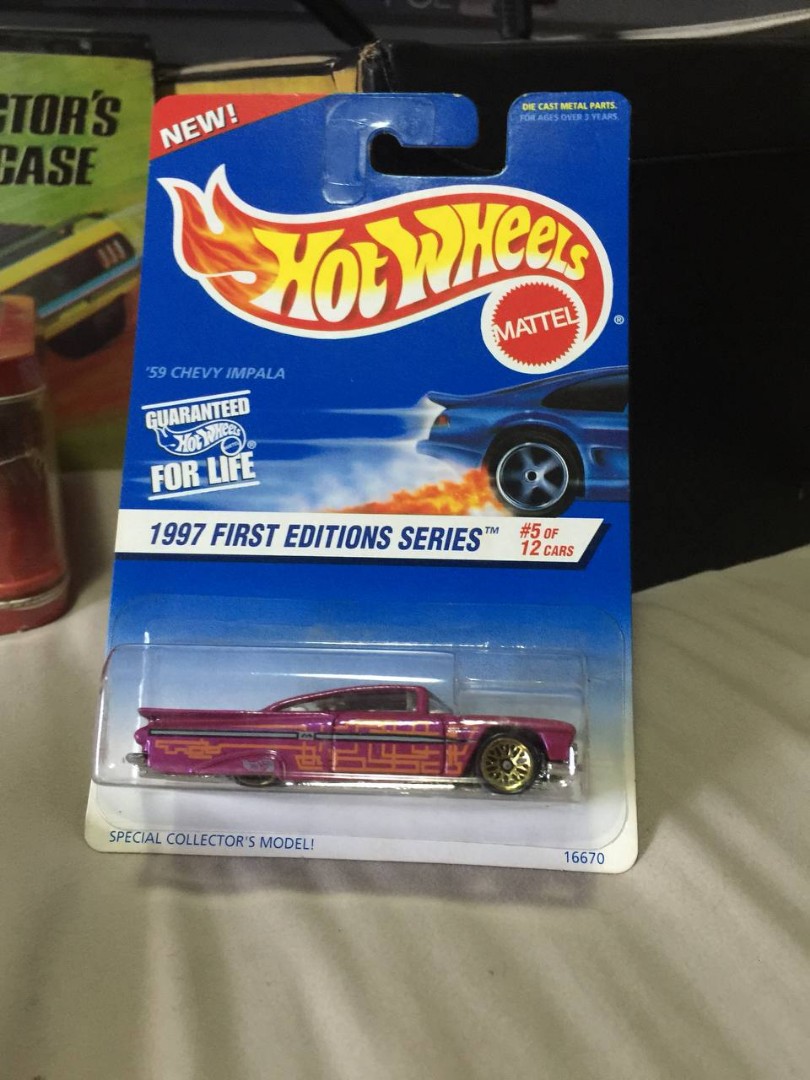 CTOR'S
CASE
NEW!
DIE CAST METAL PARTS.
FOR AGES OVER 3 YEARS.
HOT WHEELS
MATTEL
®
'59 CHEVY IMPALA
GUARANTEED
HOT WHEELS ®
FOR LIFE
1997 FIRST EDITIONS SERIES™
#5 OF
12 CARS
SPECIAL COLLECTOR'S MODEL!
16670